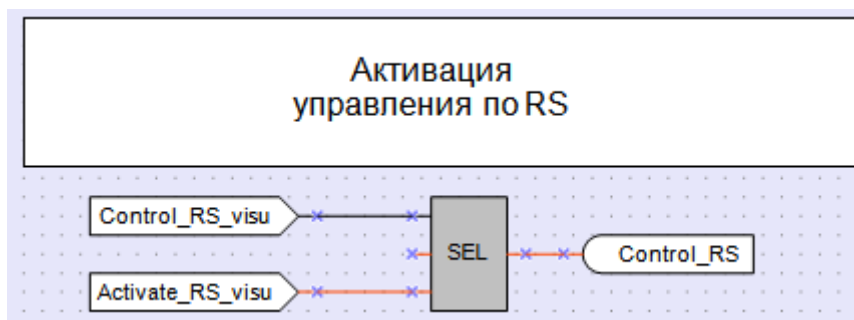 Активация
управления по RS
Control_RS_visu
SEL
Control_RS
Activate_RS_visu